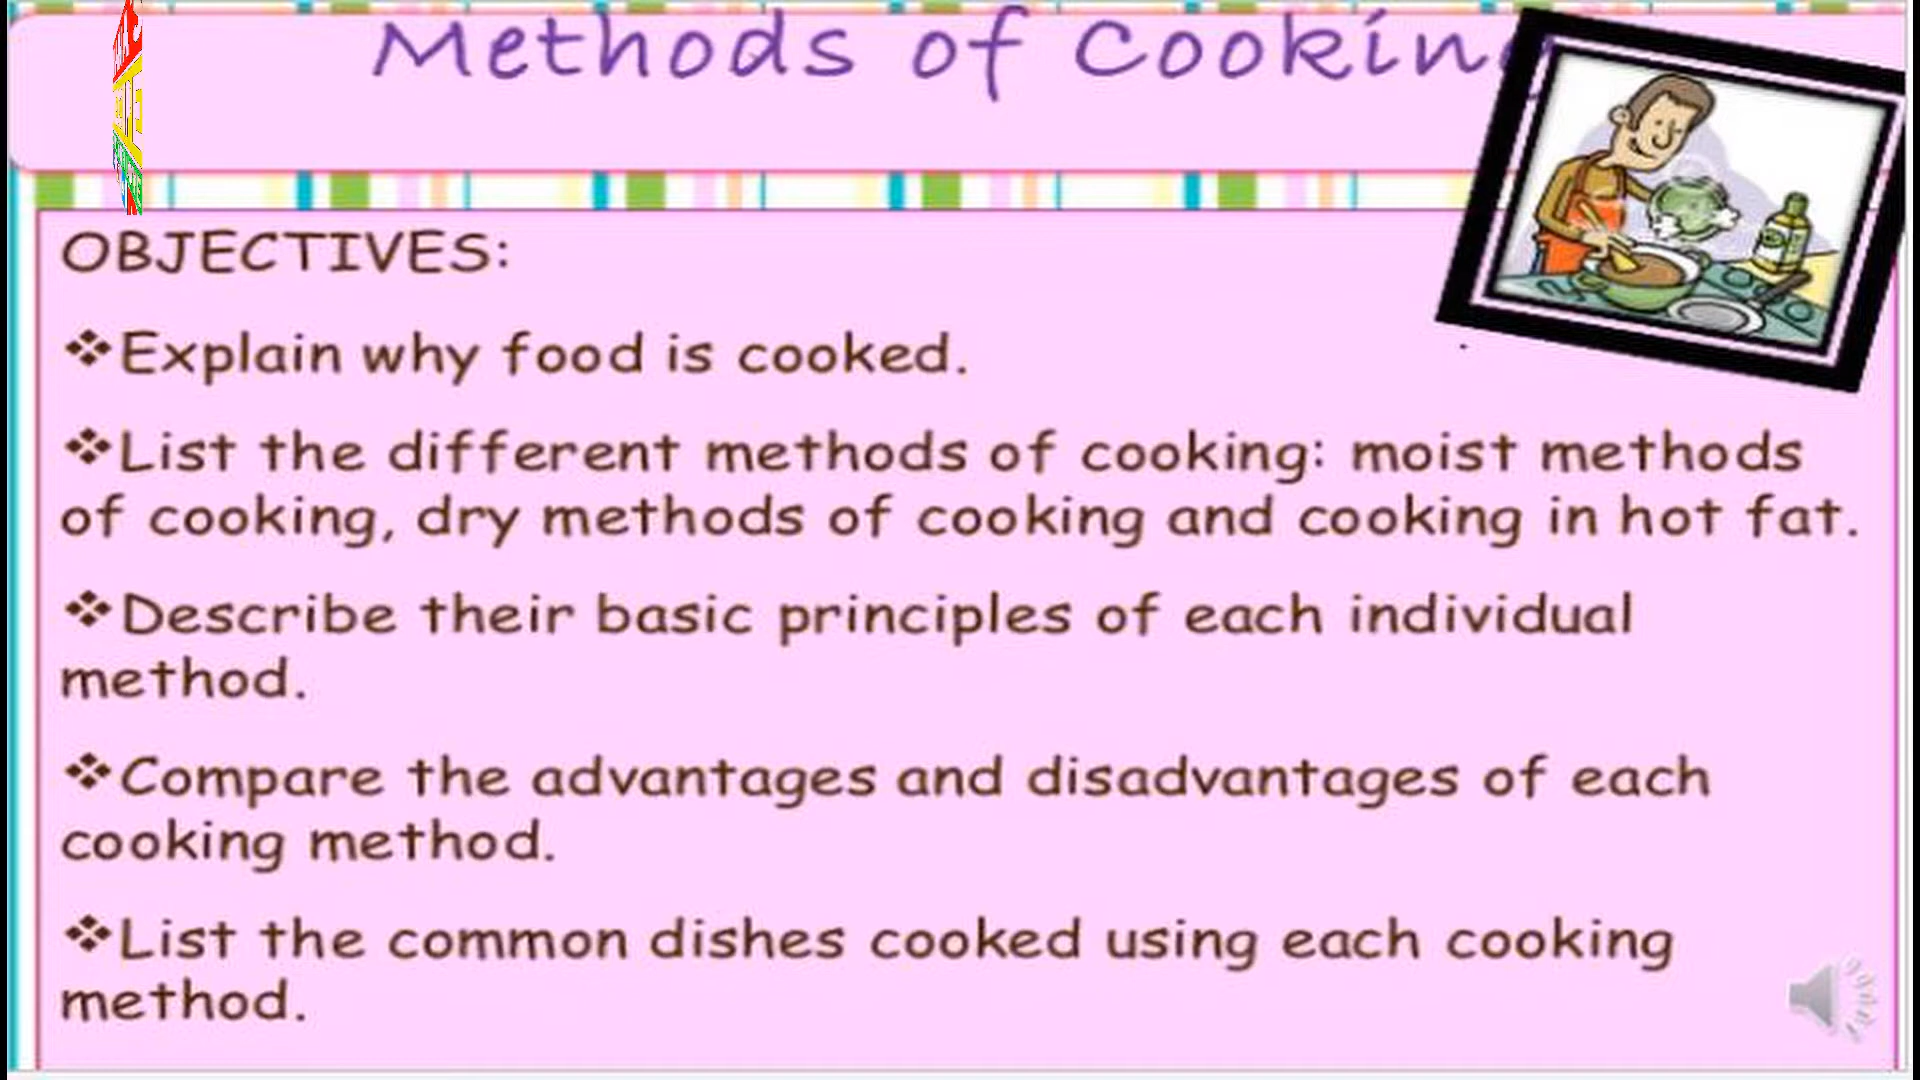 Methods of Cooking
OBJECTIVES:
❖Explain why food is cooked.
❖List the different methods of cooking: moist methods
of cooking, dry methods of cooking and cooking in hot fat.
❖Describe their basic principles of each individual
method.
❖Compare the advantages and disadvantages of each
cooking method.
❖List the common dishes cooked using each cooking
method.